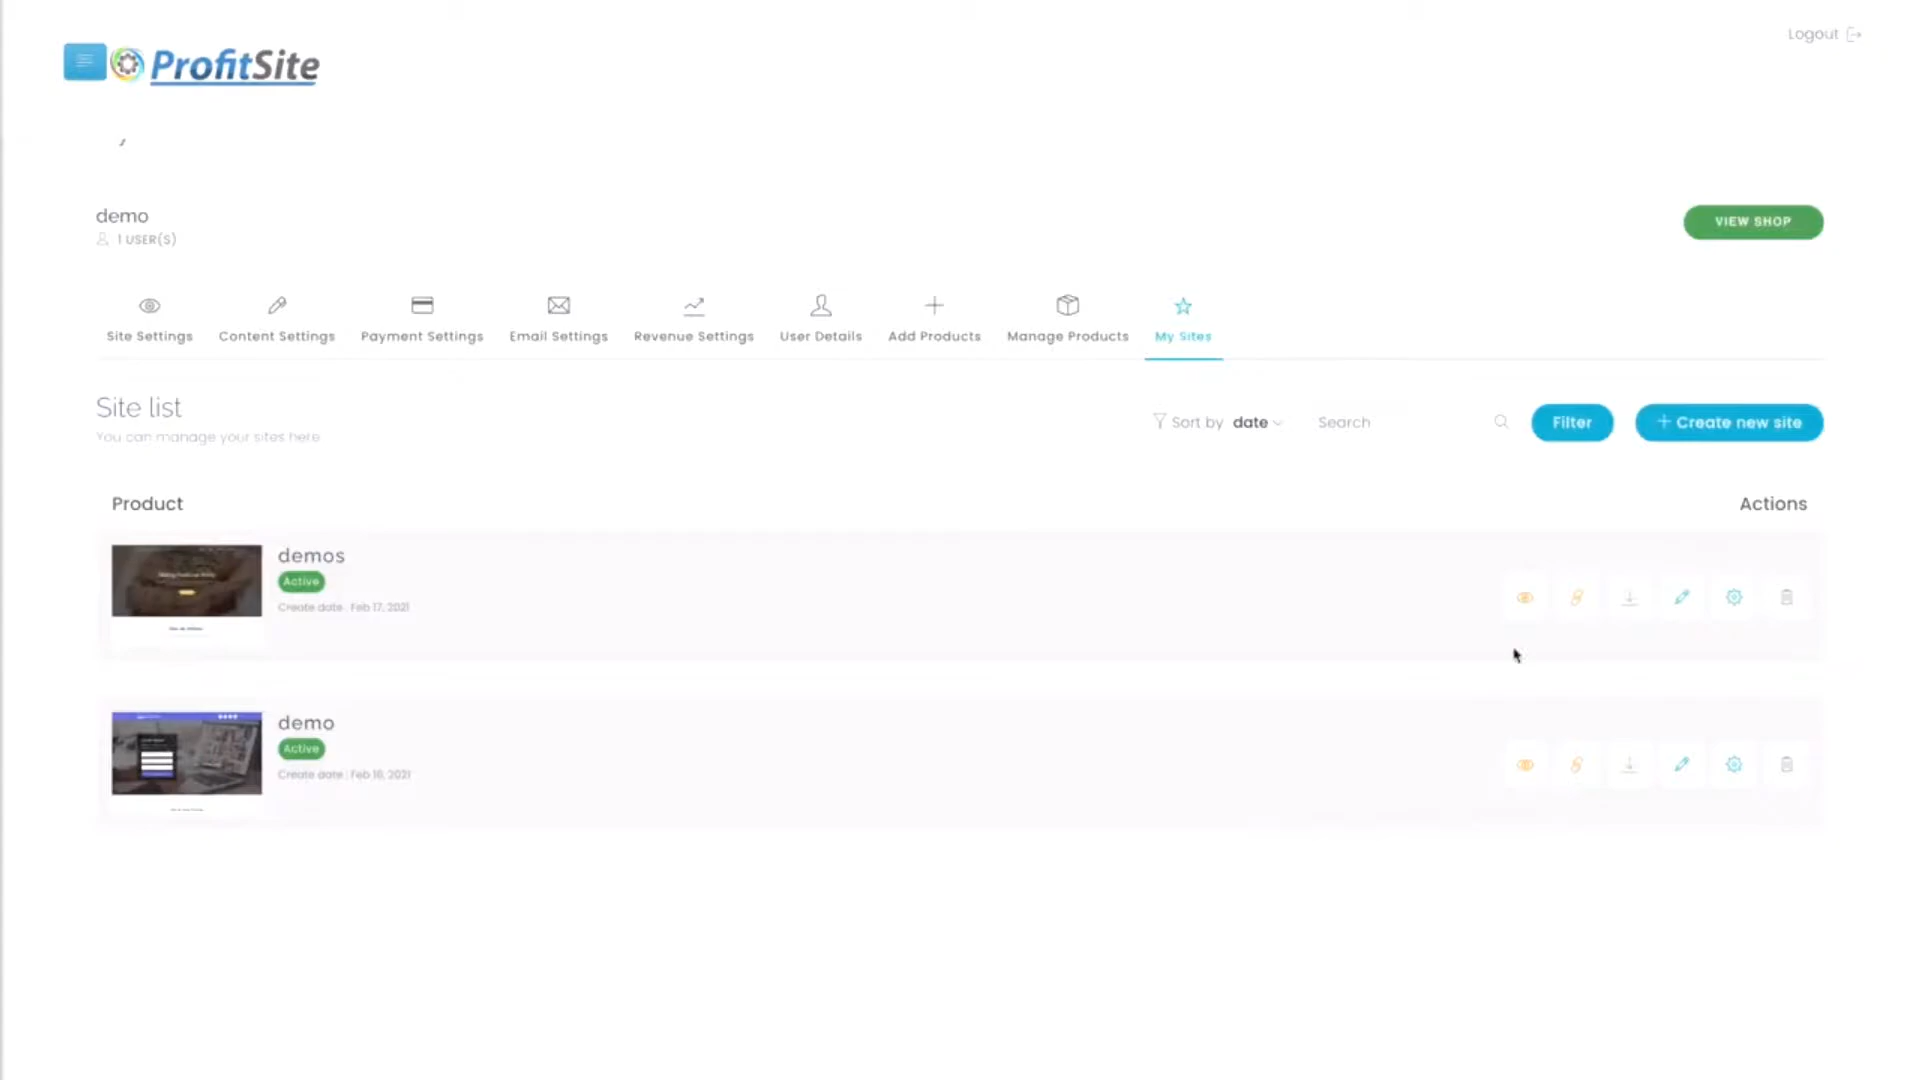 Logout
ProfitSite
demo
1 USER(S)
VIEW SHOP
Site Settings
Content Settings
Payment Settings
Email Settings
Revenue Settings
User Details
Add Products
Manage Products
My Sites
Site list
You can manage your sites here
Sort by date
Search
Filter
+ Create new site
Product
Actions
demos
Active
Create date : Feb 17, 2021
demo
Active
Create date : Feb 16, 2021